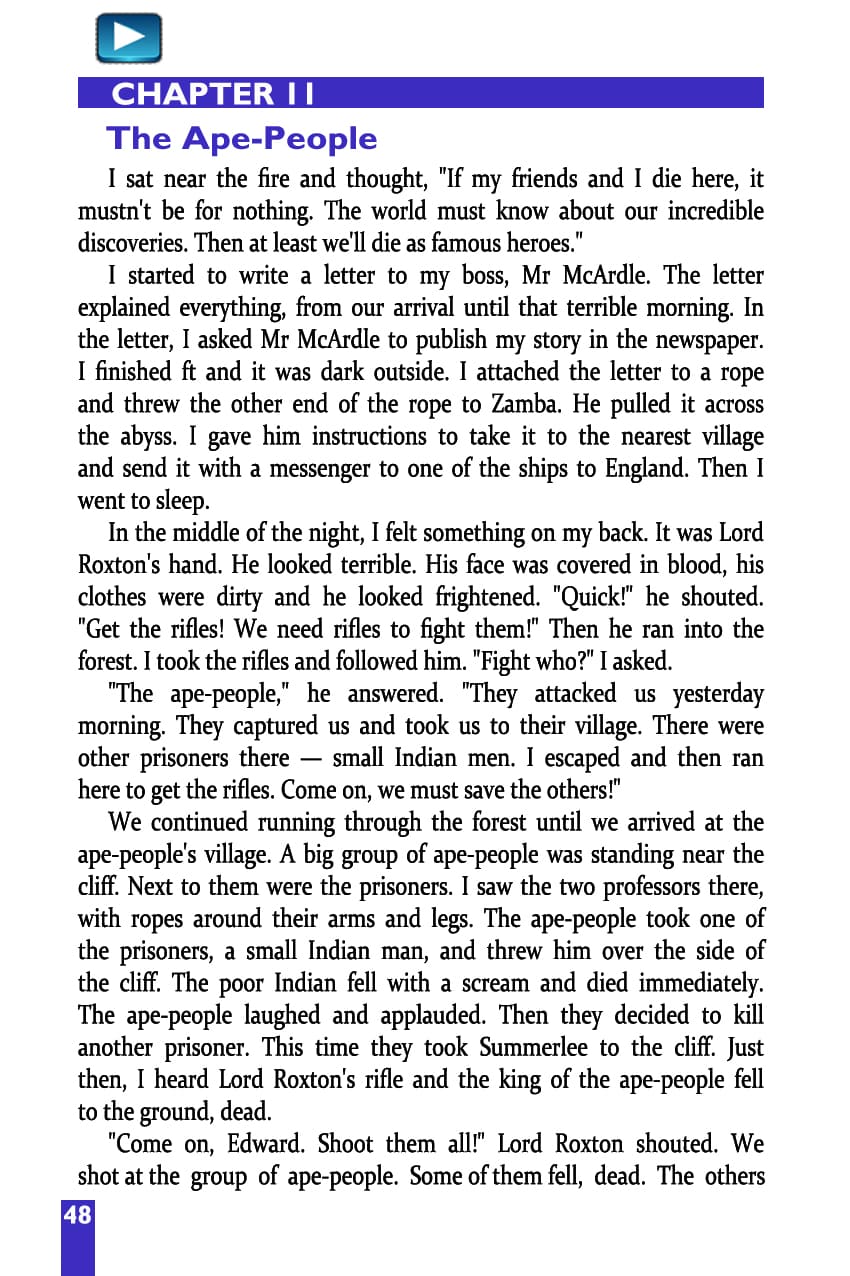 CHAPTER 11
The Ape-People
I sat near the fire and thought, "If my friends and I die here, it
mustn't be for nothing. The world must know about our incredible
discoveries. Then at least we'll die as famous heroes."
I started to write a letter to my boss, Mr McArdle. The letter
explained everything, from our arrival until that terrible morning. In
the letter, I asked Mr McArdle to publish my story in the newspaper.
I finished ft and it was dark outside. I attached the letter to a rope
and threw the other end of the rope to Zamba. He pulled it across
the abyss. I gave him instructions to take it to the nearest village
and send it with a messenger to one of the ships to England. Then I
went to sleep.
In the middle of the night, I felt something on my back. It was Lord
Roxton's hand. He looked terrible. His face was covered in blood, his
clothes were dirty and he looked frightened. "Quick!" he shouted.
"Get the rifles! We need rifles to fight them!" Then he ran into the
forest. I took the rifles and followed him. "Fight who?" I asked.
"The ape-people," he answered. "They attacked us yesterday
morning. They captured us and took us to their village. There were
other prisoners there — small Indian men. I escaped and then ran
here to get the rifles. Come on, we must save the others!"
We continued running through the forest until we arrived at the
ape-people's village. A big group of ape-people was standing near the
cliff. Next to them were the prisoners. I saw the two professors there,
with ropes around their arms and legs. The ape-people took one of
the prisoners, a small Indian man, and threw him over the side of
the cliff. The poor Indian fell with a scream and died immediately.
The ape-people laughed and applauded. Then they decided to kill
another prisoner. This time they took Summerlee to the cliff. Just
then, I heard Lord Roxton's rifle and the king of the ape-people fell
to the ground, dead.
"Come on, Edward. Shoot them all!" Lord Roxton shouted. We
shot at the group of ape-people. Some of them fell, dead. The others
48